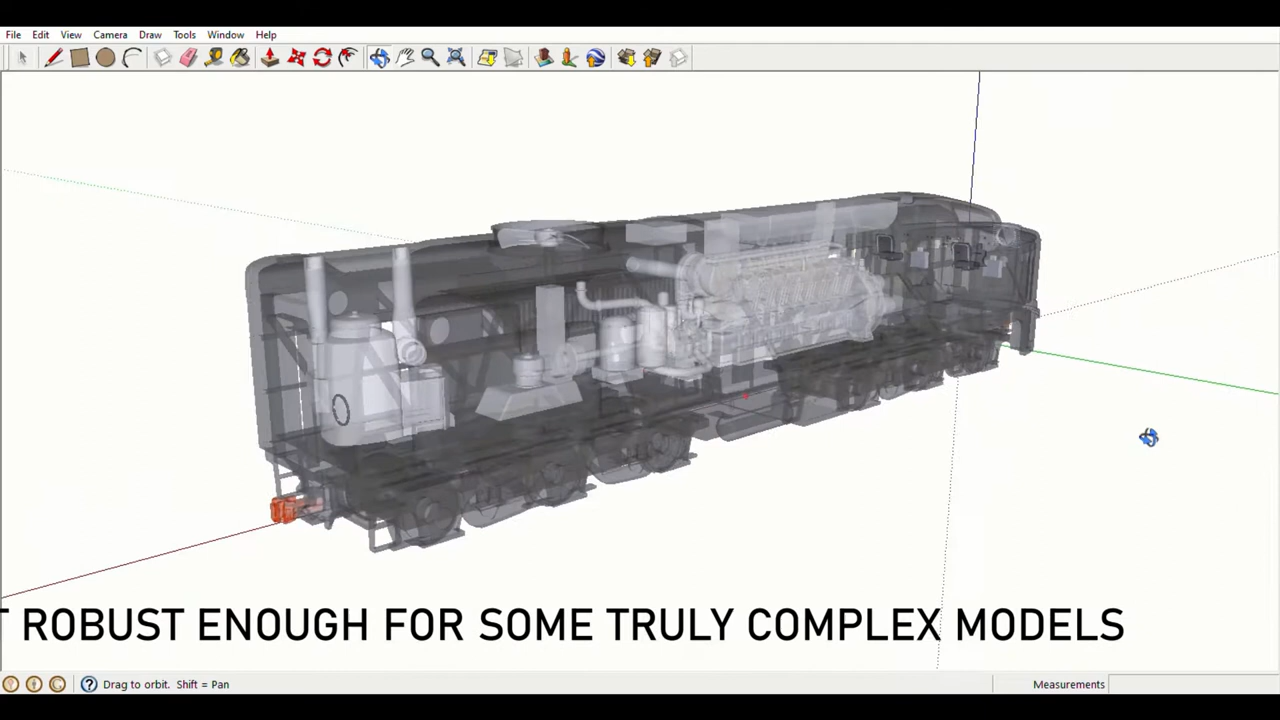 File Edit View Camera Draw Tools Window Help
ROBUST ENOUGH FOR SOME TRULY COMPLEX MODELS
Drag to orbit. Shift = Pan
Measurements